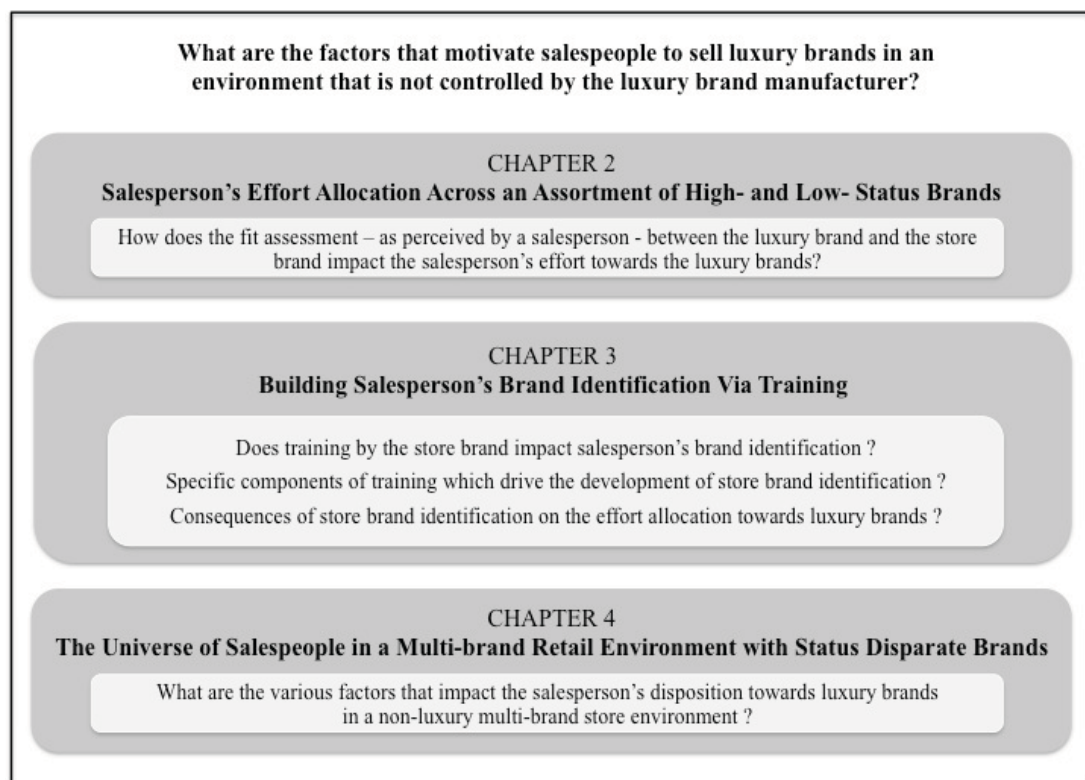 What are the factors that motivate salespeople to sell luxury brands in an
environment that is not controlled by the luxury brand manufacturer?
CHAPTER 2
Salesperson’s Effort Allocation Across an Assortment of High- and Low- Status Brands
How does the fit assessment – as perceived by a salesperson - between the luxury brand and the store
brand impact the salesperson’s effort towards the luxury brands?
CHAPTER 3
Building Salesperson’s Brand Identification Via Training
Does training by the store brand impact salesperson’s brand identification ?
Specific components of training which drive the development of store brand identification ?
Consequences of store brand identification on the effort allocation towards luxury brands ?
CHAPTER 4
The Universe of Salespeople in a Multi-brand Retail Environment with Status Disparate Brands
What are the various factors that impact the salesperson’s disposition towards luxury brands
in a non-luxury multi-brand store environment ?